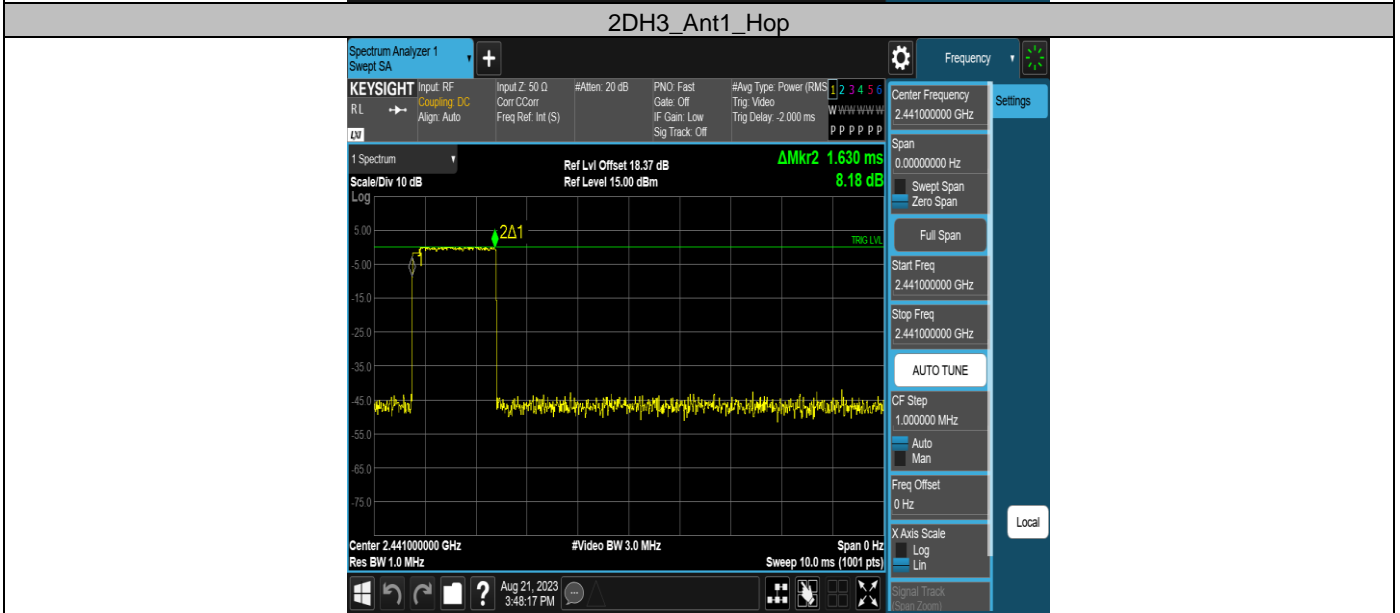 2DH3_Ant1_Hop
Spectrum Analyzer 1
Swept SA
Frequency
KEYSIGHT
Input: RF
Coupling: DC
Align: Auto
RL
LXI
Input Z: 50 Ω
Corr CCorr
Freq Ref: Int (S)
#Atten: 20 dB
PNO: Fast
Gate: Off
IF Gain: Low
Sig Track: Off
#Avg Type: Power (RMS
Trig: Video
Trig Delay: -2.000 ms
1 2 3 4 5 6
W W W W W W
P P P P P P
1 Spectrum
Scale/Div 10 dB
Log
Ref Lvl Offset 18.37 dB
Ref Level 15.00 dBm
ΔMkr2 1.630 ms
8.18 dB
5.00
-5.00
-15.0
-25.0
-35.0
-45.0
-55.0
-65.0
-75.0
2Δ1
1
TRIG LVL
Center 2.441000000 GHz
Res BW 1.0 MHz
#Video BW 3.0 MHz
Span 0 Hz
Sweep 10.0 ms (1001 pts)
Center Frequency
2.441000000 GHz
Settings
Span
0.00000000 Hz
Swept Span
Zero Span
Full Span
Start Freq
2.441000000 GHz
Stop Freq
2.441000000 GHz
AUTO TUNE
CF Step
1.000000 MHz
Auto
Man
Freq Offset
0 Hz
X Axis Scale
Log
Lin
Local
Signal Track
(Span Zoom)
?
Aug 21, 2023
3:48:17 PM